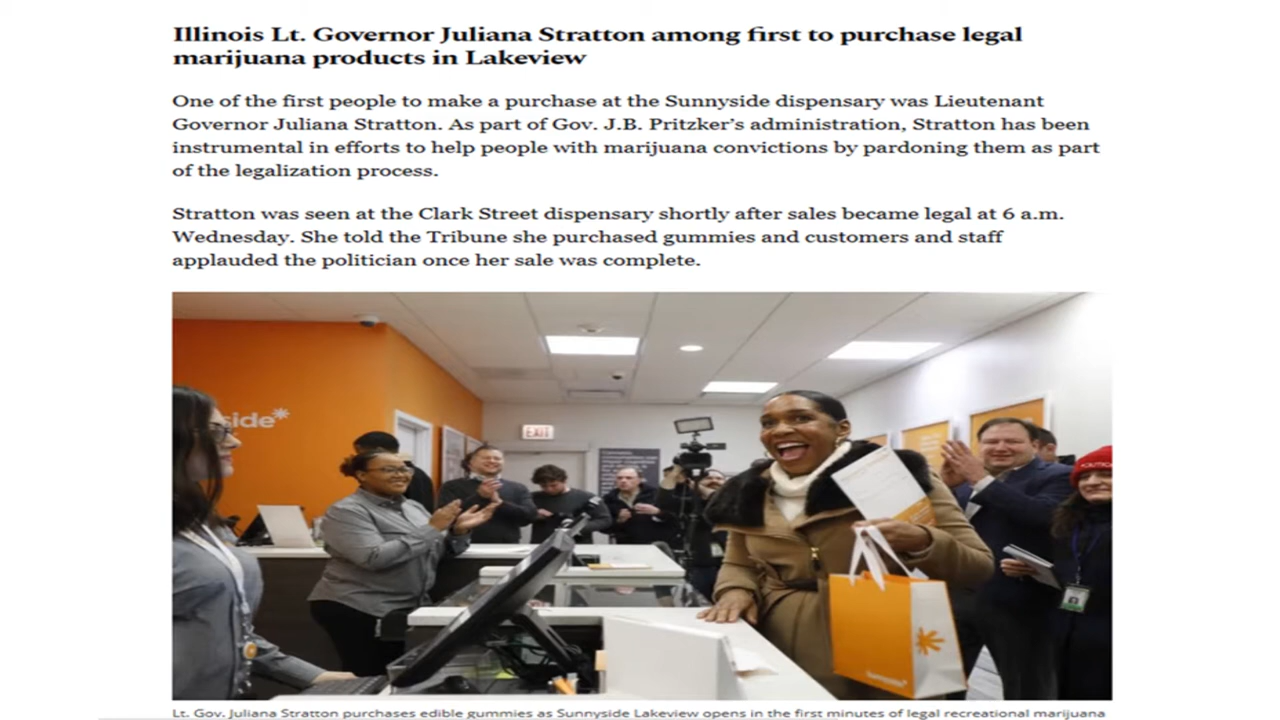 Illinois Lt. Governor Juliana Stratton among first to purchase legal
marijuana products in Lakeview
One of the first people to make a purchase at the Sunnyside dispensary was Lieutenant
Governor Juliana Stratton. As part of Gov. J.B. Pritzker’s administration, Stratton has been
instrumental in efforts to help people with marijuana convictions by pardoning them as part
of the legalization process.
Stratton was seen at the Clark Street dispensary shortly after sales became legal at 6 a.m.
Wednesday. She told the Tribune she purchased gummies and customers and staff
applauded the politician once her sale was complete.
side*
EXIT
sunnyside*
Lt. Gov. Juliana Stratton purchases edible gummies as Sunnyside Lakeview opens in the first minutes of legal recreational marijuana